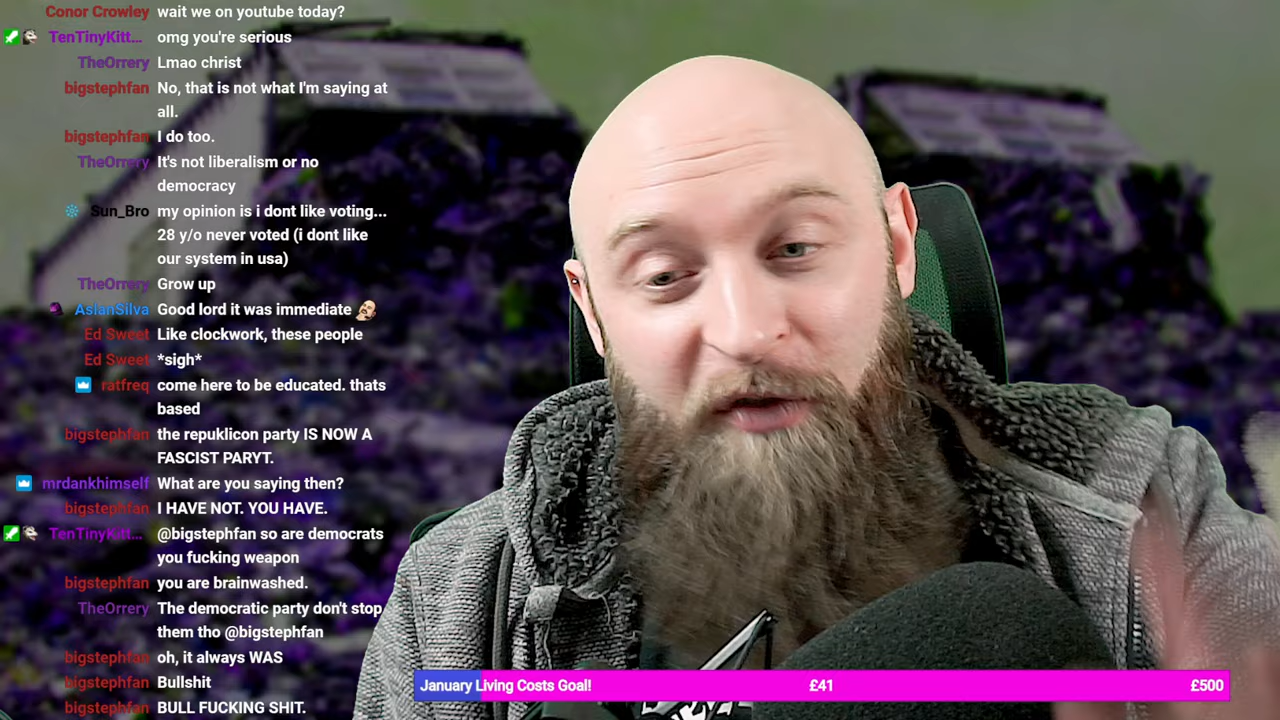 Conor Crowley wait we on youtube today?
TenTinyKitt... omg you're serious
TheOrrery Lmao christ
bigstephfan No, that is not what I'm saying at
all.
bigstephfan I do too.
TheOrrery It's not liberalism or no
democracy
Sun_Bro my opinion is i dont like voting...
28 y/o never voted (i dont like
our system in usa)
TheOrrery Grow up
AslanSilva Good lord it was immediate
Ed Sweet Like clockwork, these people
Ed Sweet *sigh*
ratfreq come here to be educated. thats
based
bigstephfan the repuklicon party IS NOW A
FASCIST PARYT.
mrdankhimself What are you saying then?
bigstephfan I HAVE NOT. YOU HAVE.
TenTinyKitt... @bigstephfan so are democrats
you fucking weapon
bigstephfan you are brainwashed.
TheOrrery The democratic party don't stop
them tho @bigstephfan
bigstephfan oh, it always WAS
bigstephfan Bullshit
bigstephfan BULL FUCKING SHIT.
January Living Costs Goal! £41 £500